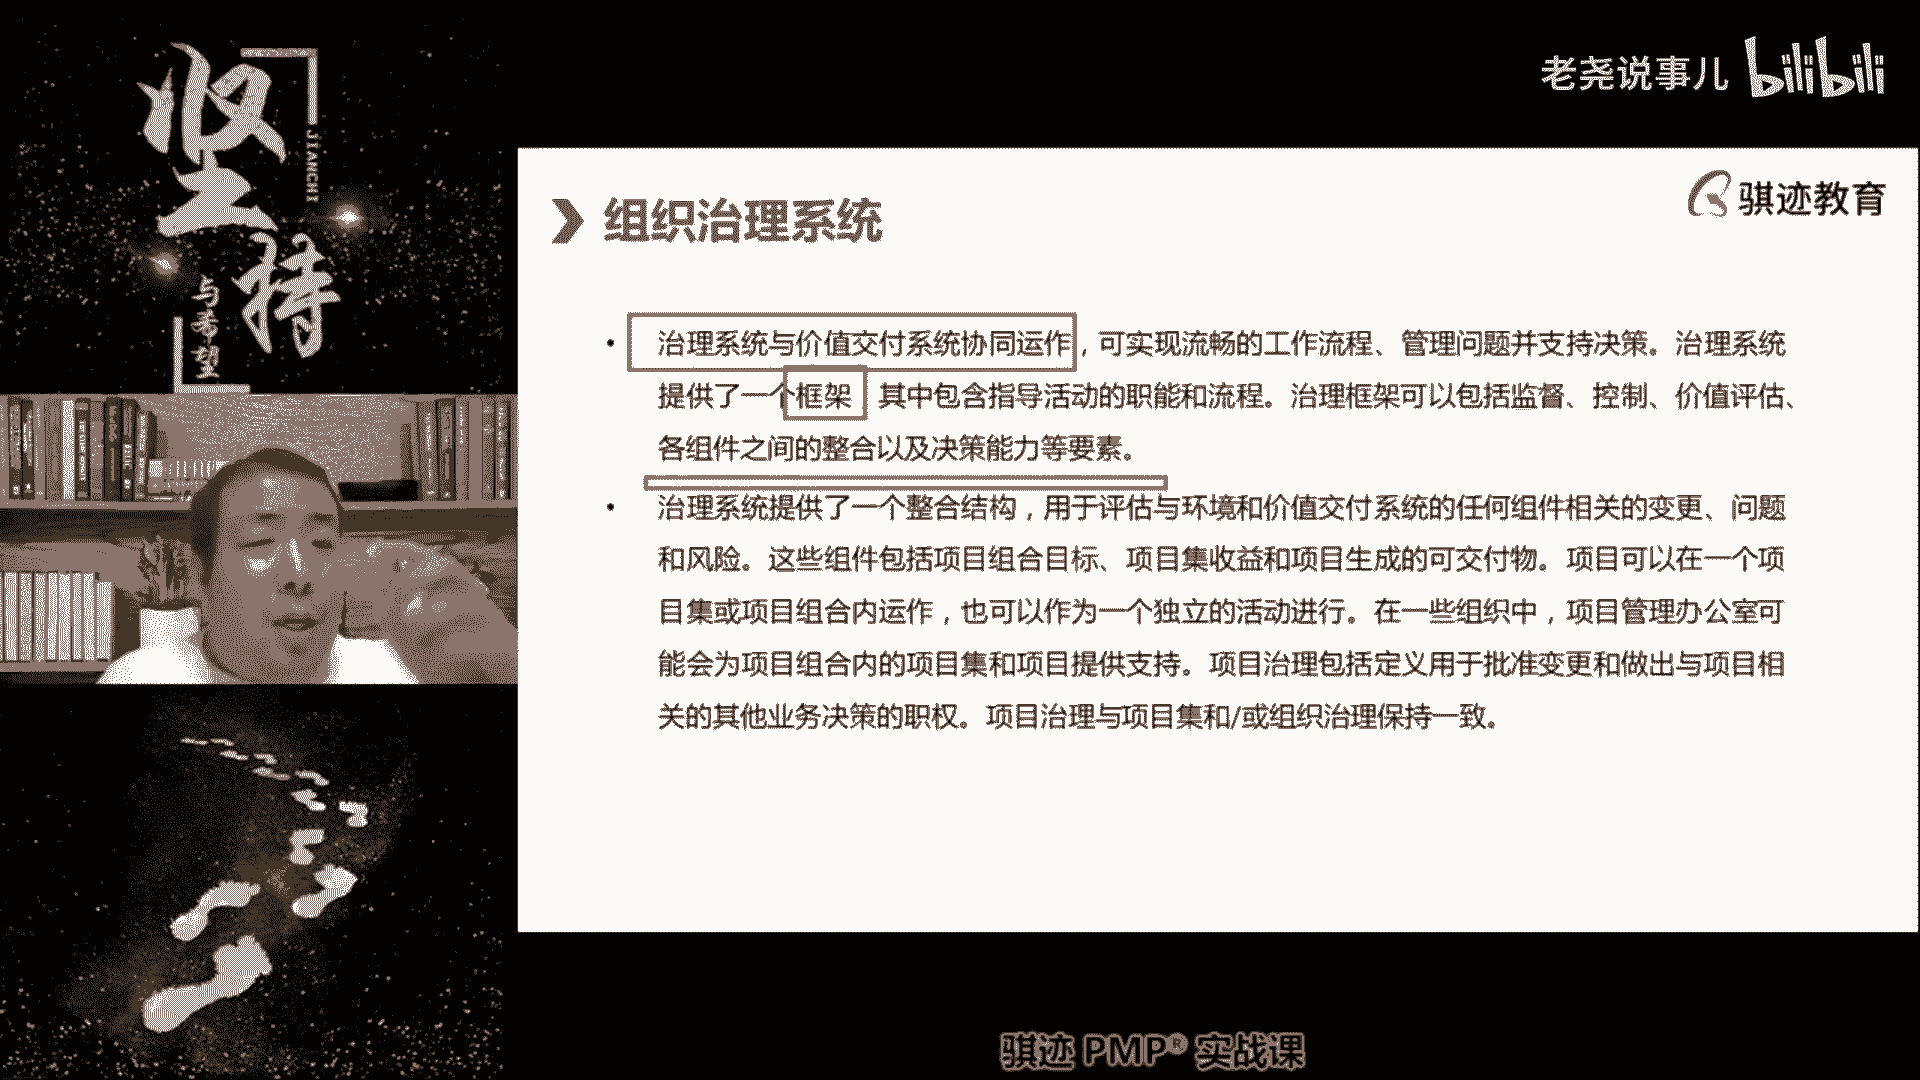 坚持
JIANCHI
与希望
老尧说事儿 bilibili
骐迹教育
组织治理系统
• 治理系统与价值交付系统协同运作，可实现流畅的工作流程、管理问题并支持决策。治理系统
提供了一个框架，其中包含指导活动的职能和流程。治理框架可以包括监督、控制、价值评估、
各组件之间的整合以及决策能力等要素。
• 治理系统提供了一个整合结构，用于评估与环境和价值交付系统的任何组件相关的变更、问题
和风险。这些组件包括项目组合目标、项目集收益和项目生成的可交付物。项目可以在一个项
目集或项目组合内运作，也可以作为一个独立的活动进行。在一些组织中，项目管理办公室可
能会为项目组合内的项目集和项目提供支持。项目治理包括定义用于批准变更和做出与项目相
关的其他业务决策的职权。项目治理与项目集和/或组织治理保持一致。
骐迹 PMP® 实战课